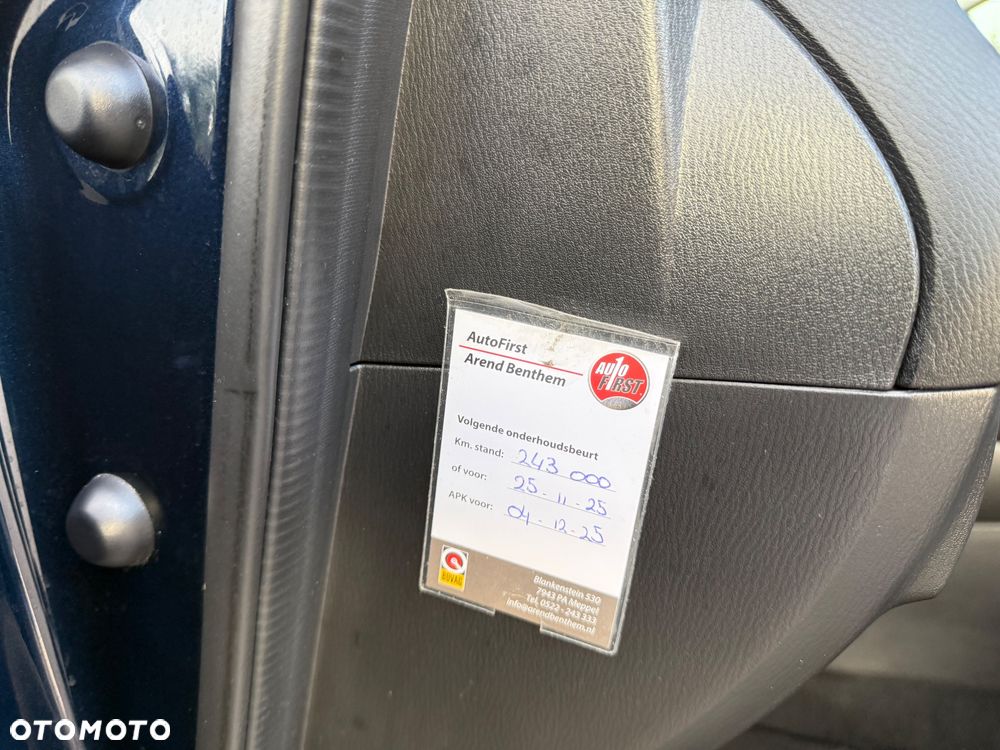 AutoFirst
Arend Benthem
AUTO
FIRST
Volgende onderhoudsbeurt
Km. stand: 243 000
of voor: 25-11-25
APK voor: 04-12-25
BOVAG
Blankenstein 530
7943 PA Meppel
Tel. 0522 - 243 333
info@arendbenthem.nl
OTOMOTO